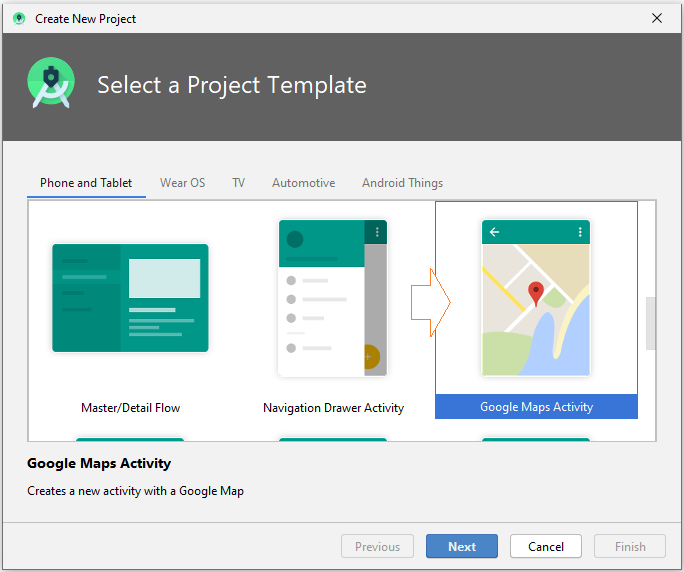 Create New Project
Select a Project Template
Phone and Tablet Wear OS TV Automotive Android Things
Master/Detail Flow Navigation Drawer Activity Google Maps Activity
Google Maps Activity
Creates a new activity with a Google Map
Previous Next Cancel Finish